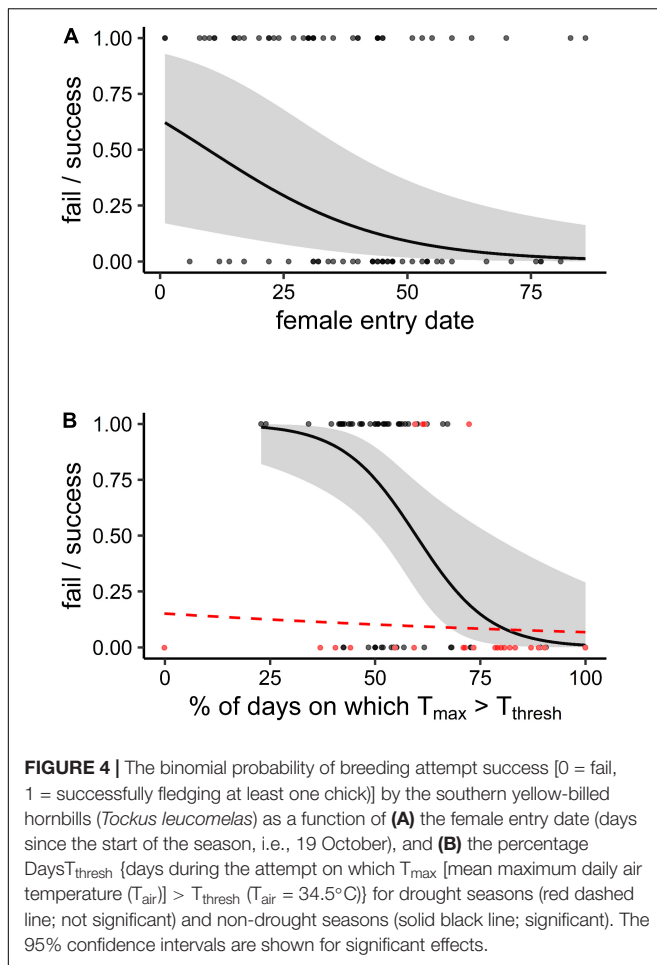 A
1.00
0.75
0.50
0.25
0.00
fail / success
0 25 50 75
female entry date
B
1.00
0.75
0.50
0.25
0.00
fail / success
0 25 50 75 100
% of days on which Tmax > Tthresh
FIGURE 4 | The binomial probability of breeding attempt success [0 = fail,
1 = successfully fledging at least one chick)] by the southern yellow-billed
hornbills (Tockus leucomelas) as a function of (A) the female entry date (days
since the start of the season, i.e., 19 October), and (B) the percentage
DaysTthresh {days during the attempt on which Tmax [mean maximum daily air
temperature (Tair)] > Tthresh (Tair = 34.5°C)} for drought seasons (red dashed
line; not significant) and non-drought seasons (solid black line; significant). The
95% confidence intervals are shown for significant effects.